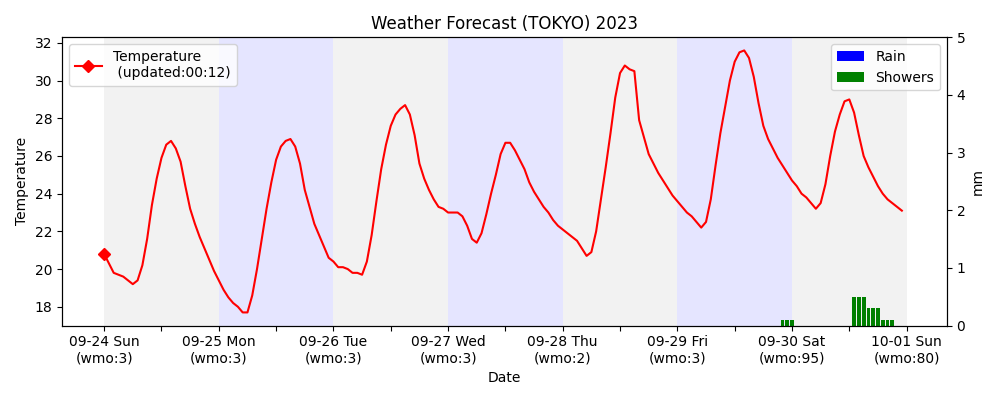 Weather Forecast (TOKYO) 2023
Temperature
(updated:00:12)
Rain
Showers
32
30
28
26
24
22
20
18
Temperature
5
4
3
2
1
0
mm
09-24 Sun
(wmo:3)
09-25 Mon
(wmo:3)
09-26 Tue
(wmo:3)
09-27 Wed
(wmo:3)
09-28 Thu
(wmo:2)
09-29 Fri
(wmo:3)
09-30 Sat
(wmo:95)
10-01 Sun
(wmo:80)
Date